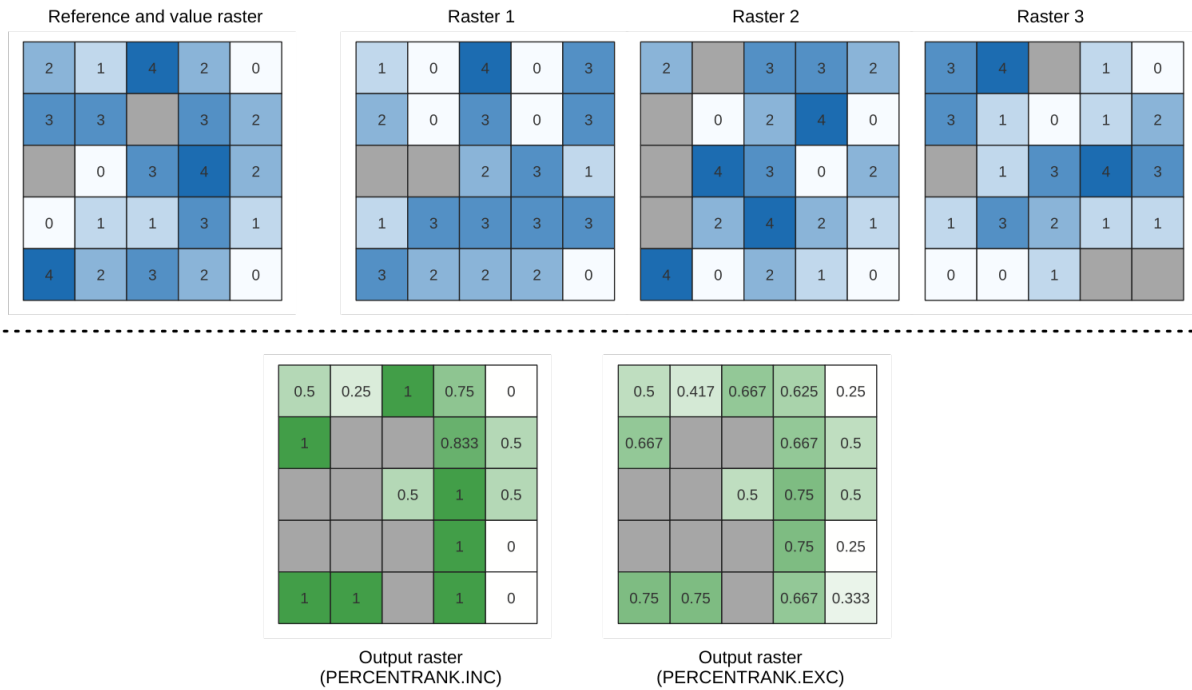 Reference and value raster Raster 1 Raster 2 Raster 3
2 1 4 2 0 1 0 4 0 3 2 3 3 2 3 4 1 0
3 3 3 2 2 0 3 0 3 0 2 4 0 3 1 0 1 2
0 3 4 2 2 3 1 4 3 0 2 1 3 4 3
0 1 1 3 1 1 3 3 3 3 2 4 2 1 1 3 2 1 1
4 2 3 2 0 3 2 2 2 0 4 0 2 1 0 0 0 1
0.5 0.25 1 0.75 0 0.5 0.417 0.667 0.625 0.25
1 0.833 0.5 0.667 0.667 0.5
0.5 1 0.5 0.5 0.75 0.5
1 0 0.75 0.25
1 1 1 0 0.75 0.75 0.667 0.333
Output raster Output raster
(PERCENTRANK.INC) (PERCENTRANK.EXC)